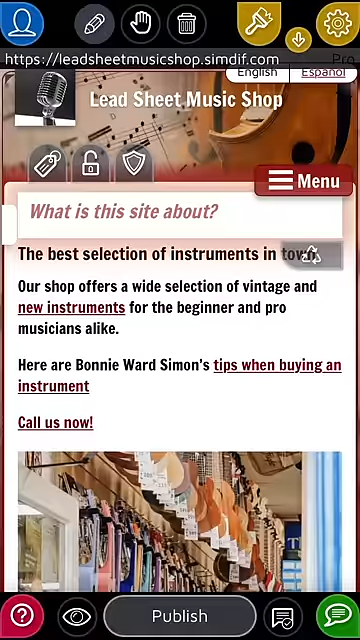 https://leadsheetmusicshop.simdif.com
Pro
English
Español
Lead Sheet Music Shop
Menu
What is this site about?
The best selection of instruments in town
Our shop offers a wide selection of vintage and
new instruments for the beginner and pro
musicians alike.
Here are Bonnie Ward Simon's tips when buying an
instrument
Call us now!
Publish